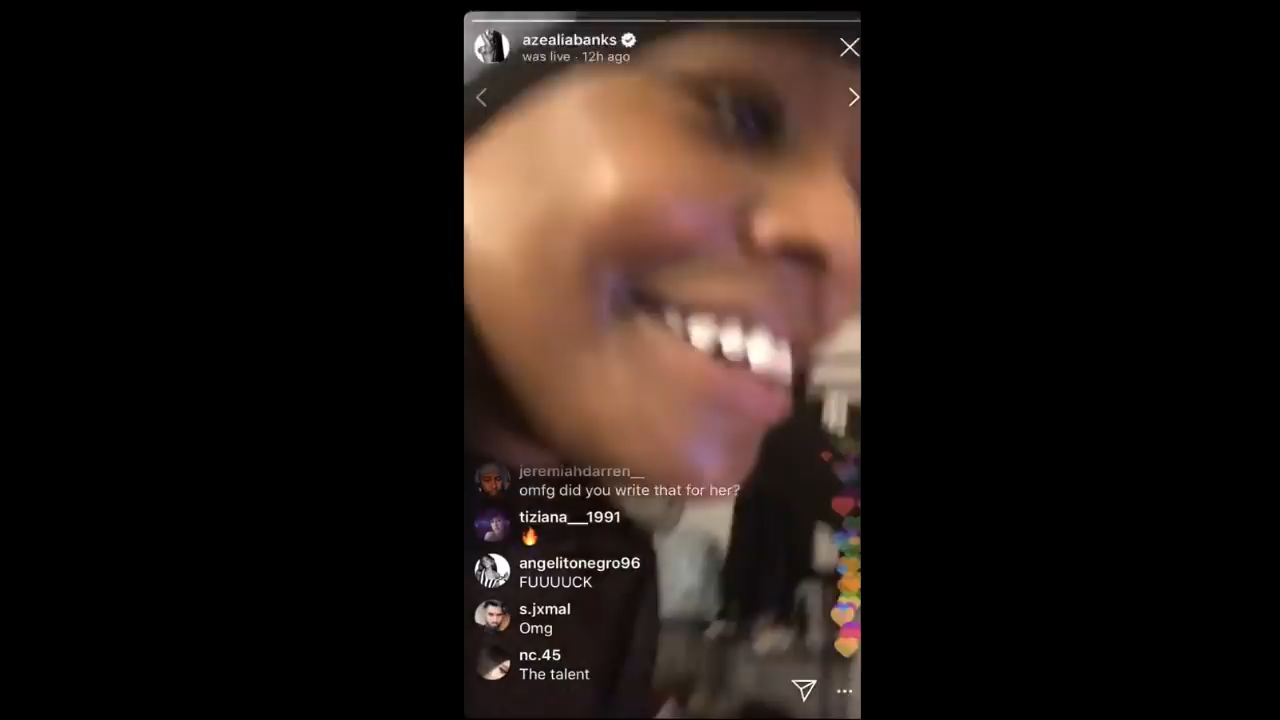 azealiabanks
was live · 12h ago
jeremiahdarren__
omfg did you write that for her?
tiziana___1991
🔥
angelitonegro96
FUUUUCK
s.jxmal
Omg
nc.45
The talent